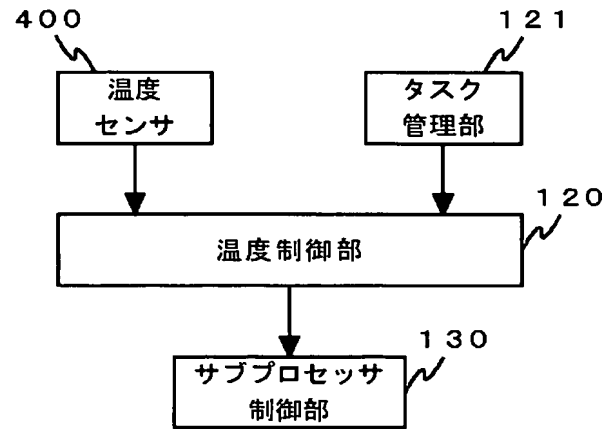 ４００
１２１
温度
センサ
タスク
管理部
１２０
温度制御部
１３０
サブプロセッサ
制御部